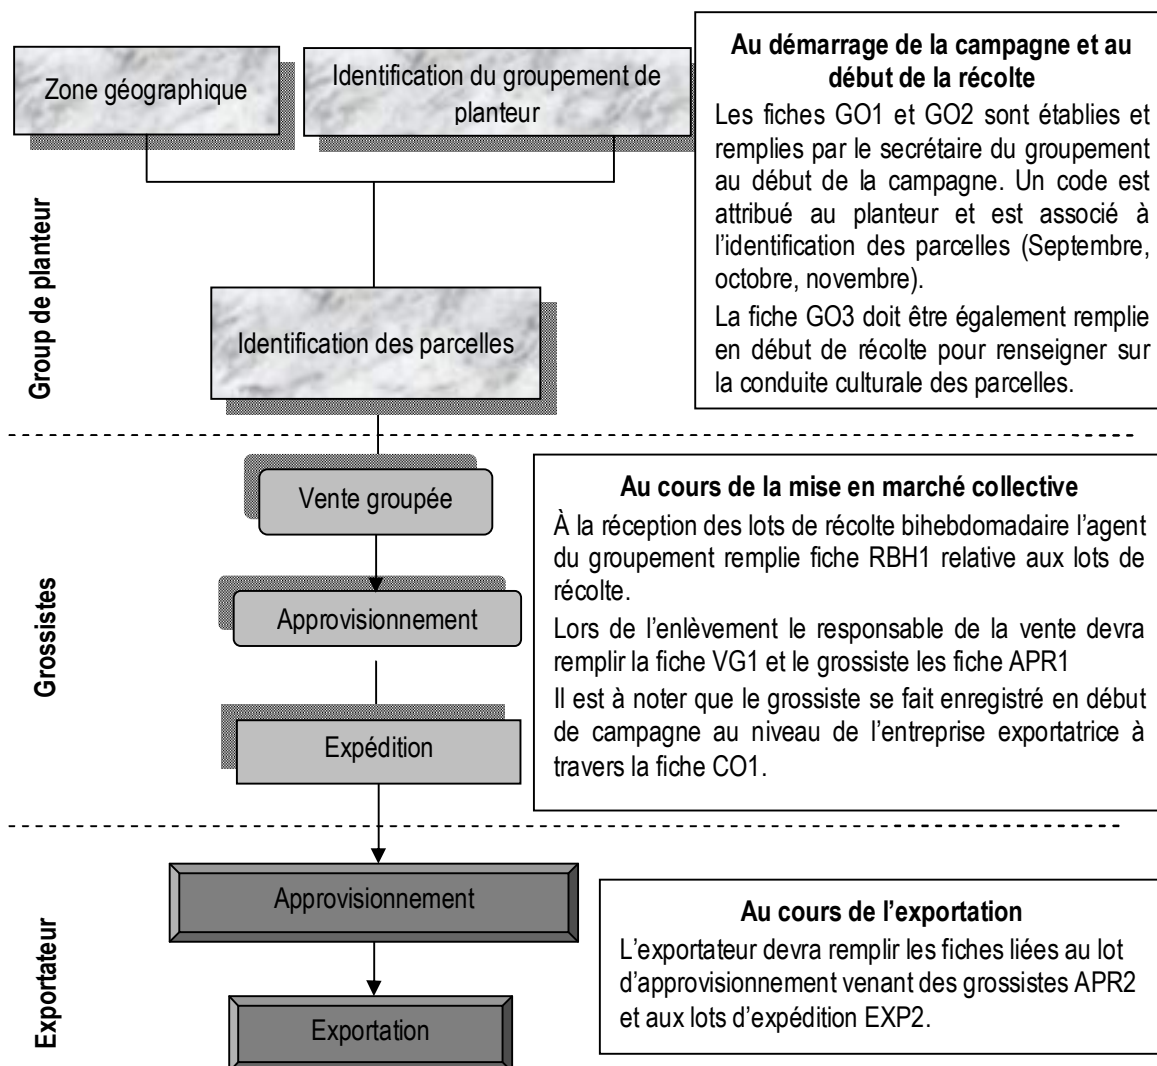 Zone géographique
Identification du groupement de
planteur
Identification des parcelles
Group de planteur
Au démarrage de la campagne et au
début de la récolte
Les fiches GO1 et GO2 sont établies et
remplies par le secrétaire du groupement
au début de la campagne. Un code est
attribué au planteur et est associé à
l’identification des parcelles (Septembre,
octobre, novembre).
La fiche GO3 doit être également remplie
en début de récolte pour renseigner sur
la conduite culturale des parcelles.
Vente groupée
Approvisionnement
Expédition
Grossistes
Au cours de la mise en marché collective
À la réception des lots de récolte bihebdomadaire l’agent
du groupement remplie fiche RBH1 relative aux lots de
récolte.
Lors de l’enlèvement le responsable de la vente devra
remplir la fiche VG1 et le grossiste les fiche APR1
Il est à noter que le grossiste se fait enregistré en début
de campagne au niveau de l’entreprise exportatrice à
travers la fiche CO1.
Approvisionnement
Exportation
Exportateur
Au cours de l’exportation
L’exportateur devra remplir les fiches liées au lot
d’approvisionnement venant des grossistes APR2
et aux lots d’expédition EXP2.